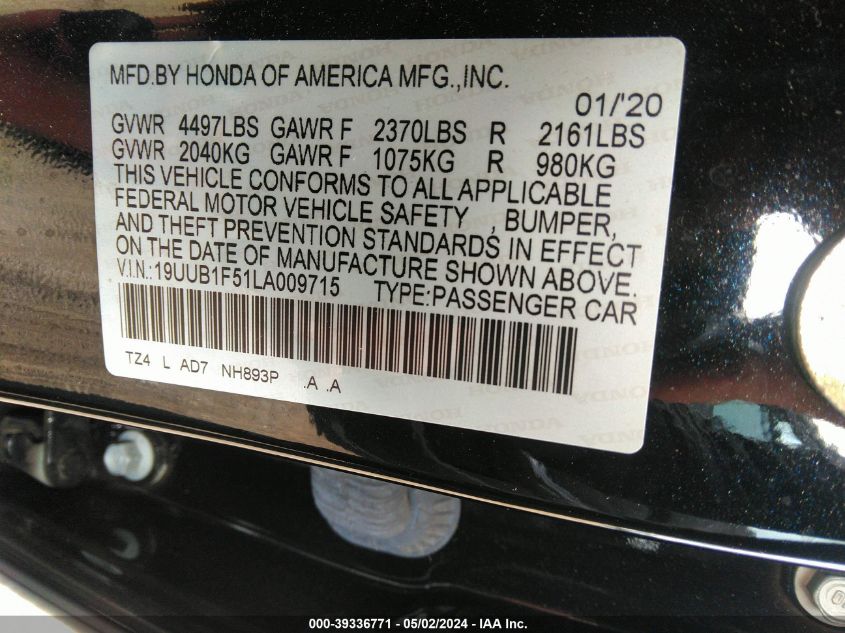 MFD.BY HONDA OF AMERICA MFG.,INC.
01/'20
GVWR 4497LBS GAWR F 2370LBS R 2161LBS
GVWR 2040KG GAWR F 1075KG R 980KG
THIS VEHICLE CONFORMS TO ALL APPLICABLE
FEDERAL MOTOR VEHICLE SAFETY , BUMPER,
AND THEFT PREVENTION STANDARDS IN EFFECT
ON THE DATE OF MANUFACTURE SHOWN ABOVE.
V.I.N.:19UUB1F51LA009715 TYPE:PASSENGER CAR
TZ4 L AD7 NH893P .A .A
000-39336771 - 05/02/2024 - IAA Inc.